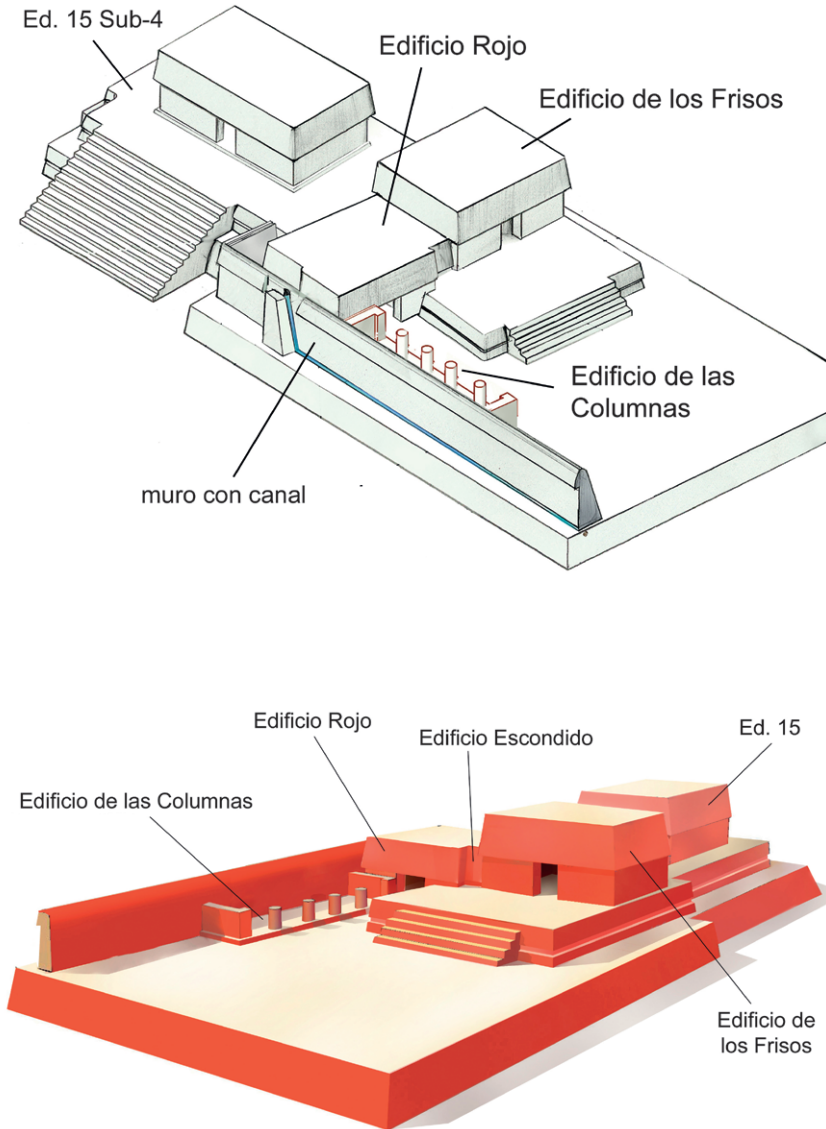 Ed. 15 Sub-4
Edificio Rojo
Edificio de los Frisos
Edificio de las
Columnas
muro con canal
Edificio Rojo
Edificio Escondido
Ed. 15
Edificio de las Columnas
Edificio de
los Frisos